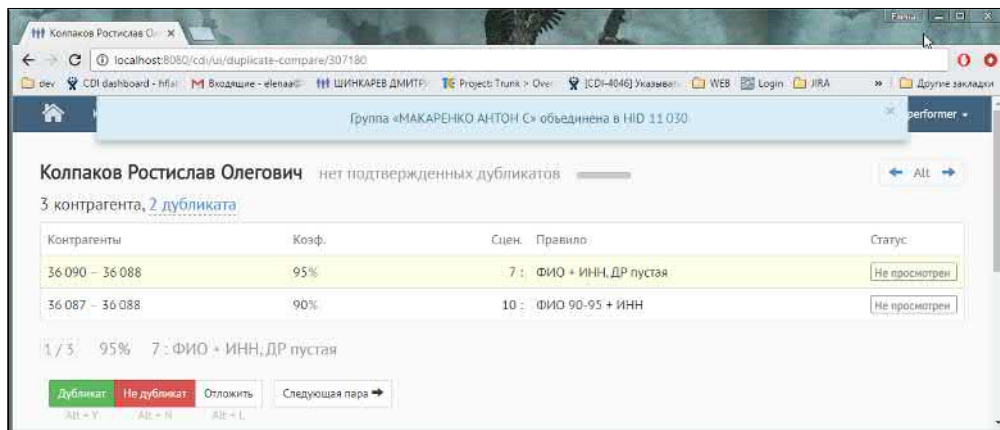 Колпаков Ростислав О
localhost:8080/cdi/ui/duplicate-compare/307180
dev CDI dashboard - hfla Входящие - elenaa ШИНКАРЕВ ДМИТР Project: Trunk > Over [CDI-4046] Указыва WEB Login JIRA » Другие закладки
Группа «МАКАРЕНКО АНТОН С» объединена в HID 11 030
performer
Колпаков Ростислав Олегович нет подтвержденных дубликатов
Alt
3 контрагента, 2 дубликата
Контрагенты Коэф. Сцен. Правило Статус
36 090 – 36 088 95% 7 : ФИО + ИНН, ДР пустая Не просмотрен
36 087 – 36 088 90% 10 : ФИО 90-95 + ИНН Не просмотрен
1 / 3 95% 7 : ФИО + ИНН, ДР пустая
Дубликат Не дубликат Отложить Следующая пара
Alt + Y Alt + N Alt + L